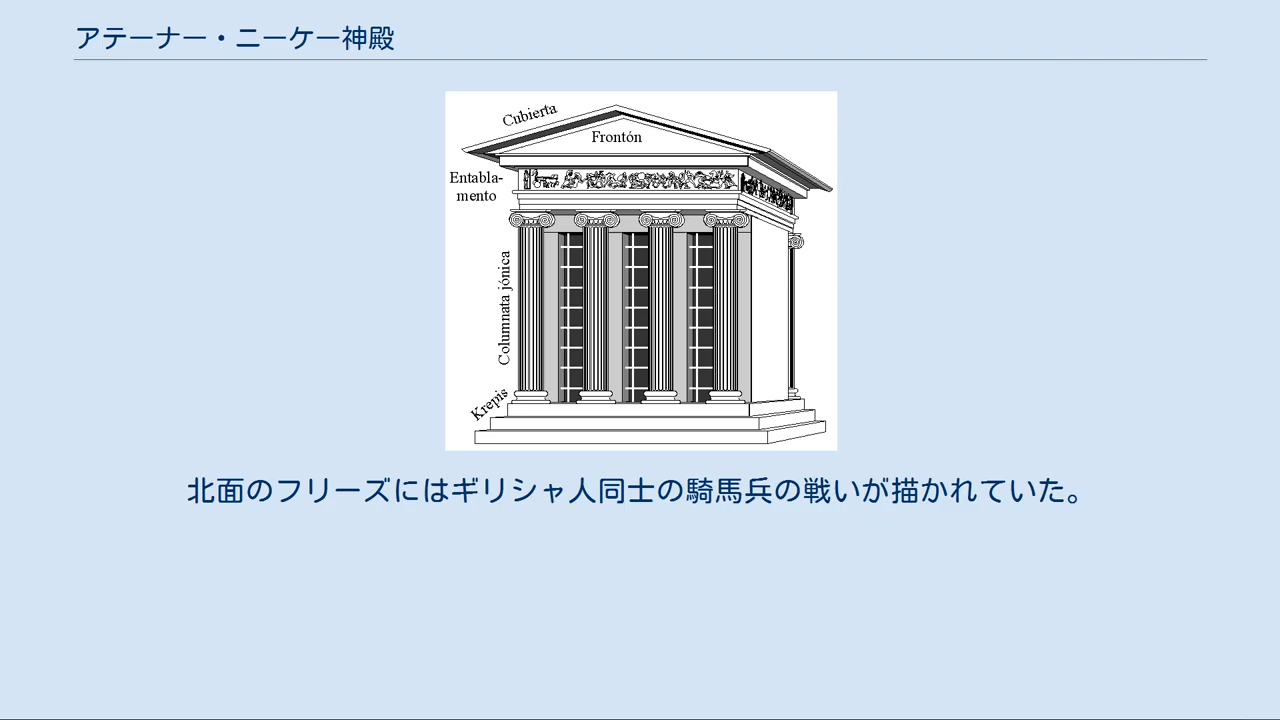 アテーナー・ニーケー神殿
Cubierta
Frontón
Entabla-
mento
Columnata jónica
Krepis
北面のフリーズにはギリシャ人同士の騎馬兵の戦いが描かれていた。